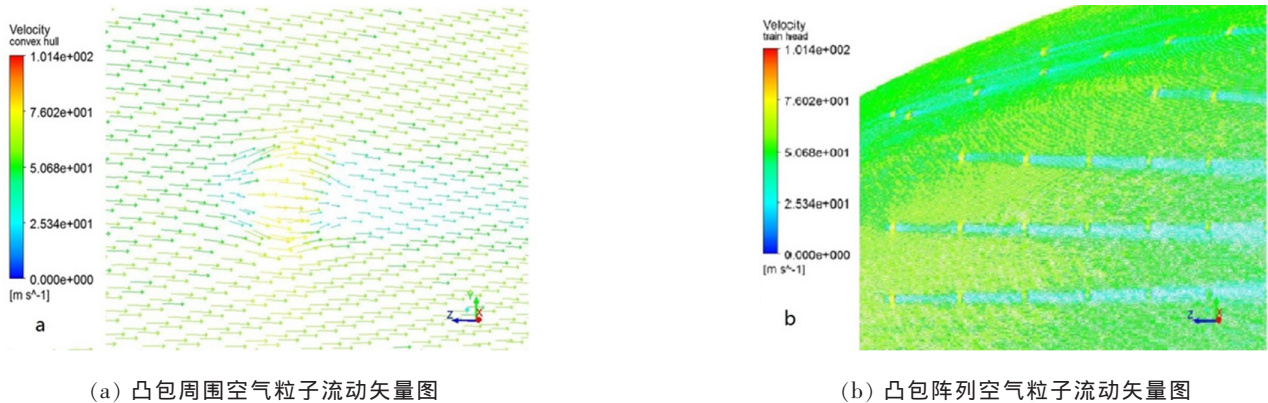 Velocity
convex hull
1.014e+002
7.602e+001
5.068e+001
2.534e+001
0.000e+000
[m s^-1]
a
Y
Z
X
(a) 凸包周围空气粒子流动矢量图
Velocity
train head
1.014e+002
7.602e+001
5.068e+001
2.534e+001
0.000e+000
[m s^-1]
b
Z
X
(b) 凸包阵列空气粒子流动矢量图